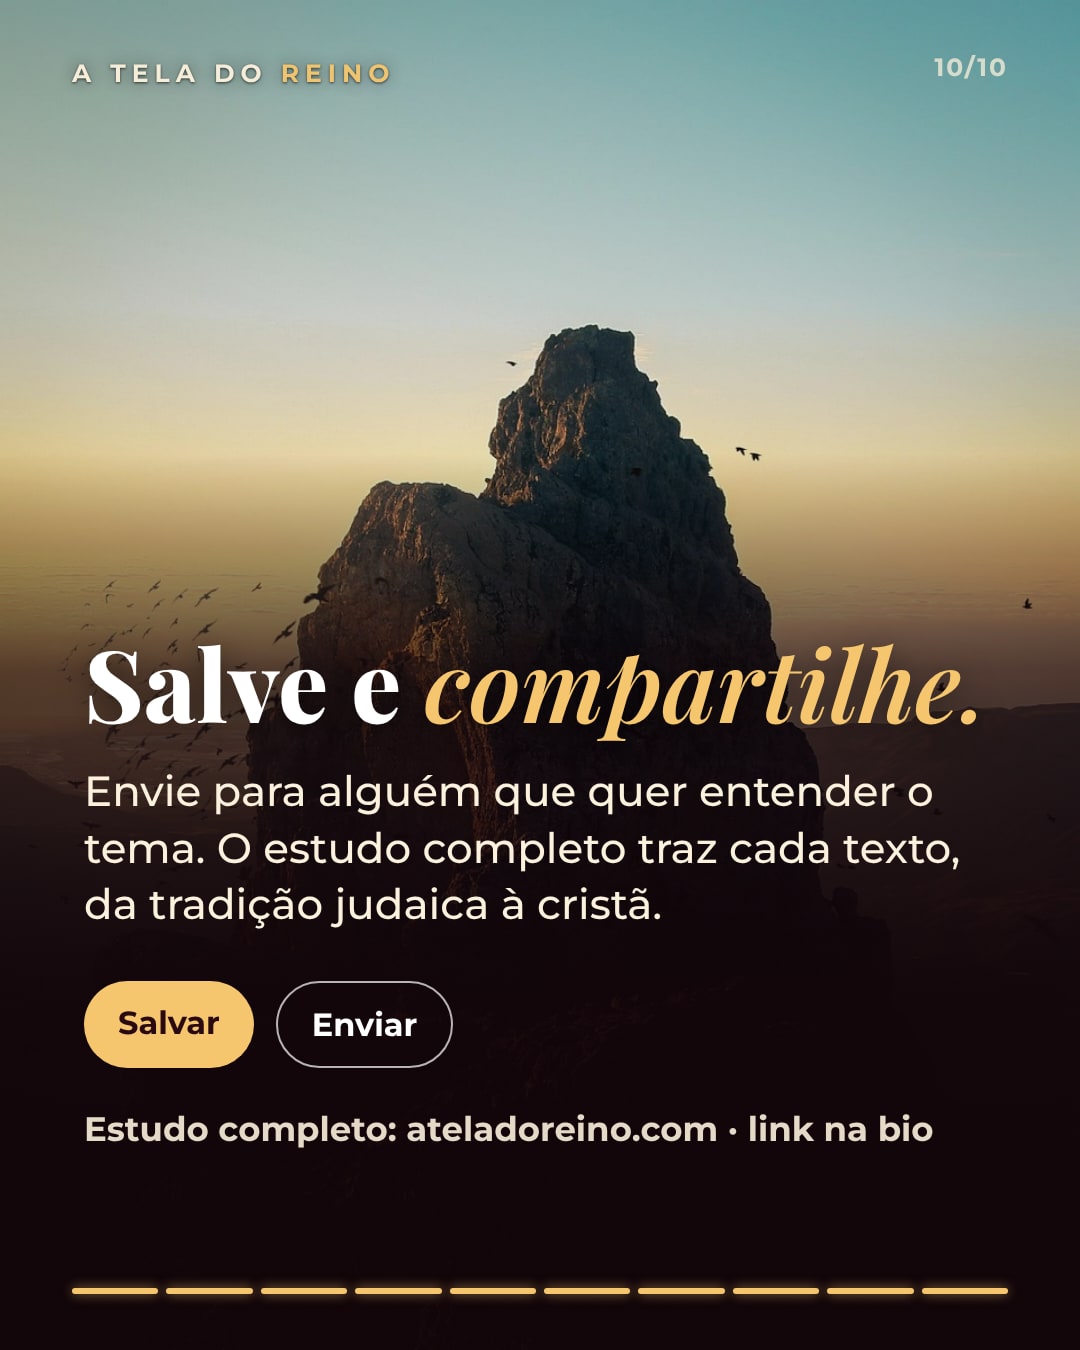 A TELA DO REINO
10/10
Salve e compartilhe.
Envie para alguém que quer entender o
tema. O estudo completo traz cada texto,
da tradição judaica à cristã.
Salvar
Enviar
Estudo completo: ateladoreino.com · link na bio